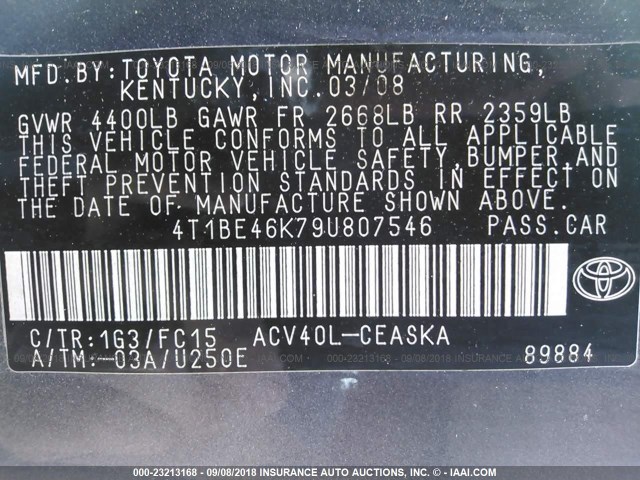 MFD.BY:TOYOTA MOTOR MANUFACTURING,
KENTUCKY, INC. 03/08
GVWR 4400LB GAWR FR 2668LB RR 2359LB
THIS VEHICLE CONFORMS TO ALL APPLICABLE
FEDERAL MOTOR VEHICLE SAFETY, BUMPER, AND
THEFT PREVENTION STANDARDS IN EFFECT ON
THE DATE OF MANUFACTURE SHOWN ABOVE.
4T1BE46K79U807546 PASS.CAR
C/TR:1G3/FC15 ACV40L-CEASKA
A/TM:-03A/U250E 89884
000-23213168 - 09/08/2018 - INSURANCE AUTO AUCTIONS INC. - © - IAAI.COM